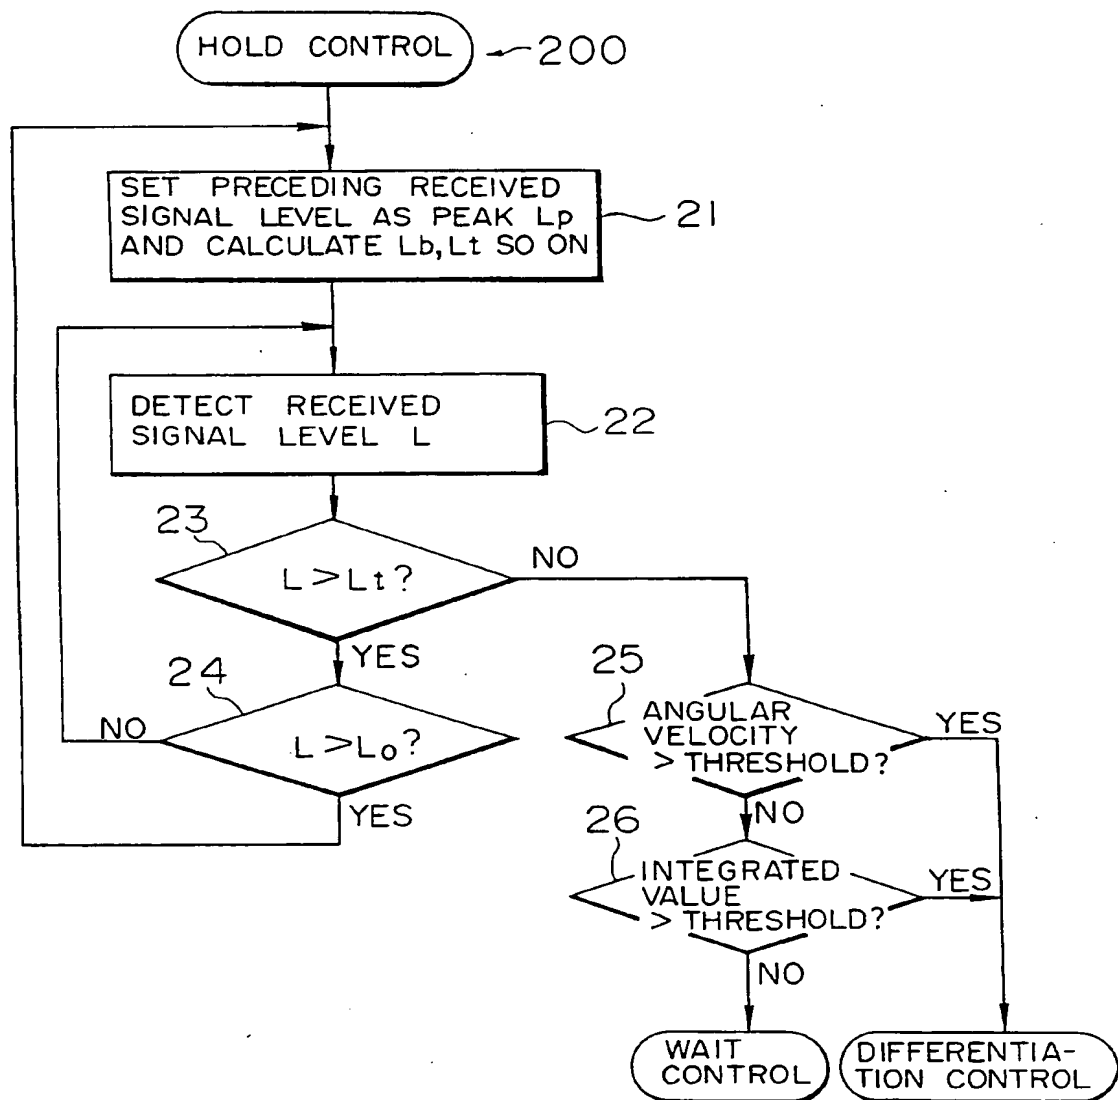 HOLD CONTROL
200
SET PRECEDING RECEIVED
SIGNAL LEVEL AS PEAK Lp
AND CALCULATE Lb, Lt SO ON
21
DETECT RECEIVED
SIGNAL LEVEL L
22
23
L > Lt?
NO
YES
24
L > Lo?
NO
YES
25
ANGULAR
VELOCITY
> THRESHOLD?
YES
NO
26
INTEGRATED
VALUE
> THRESHOLD?
YES
NO
WAIT
CONTROL
DIFFERENTIA-
TION CONTROL